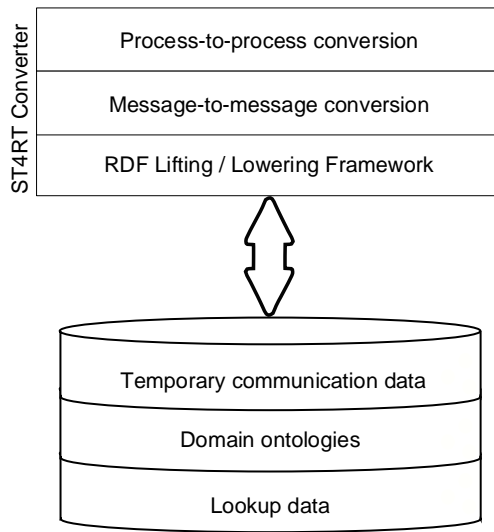 ST4RT Converter
Process-to-process conversion
Message-to-message conversion
RDF Lifting / Lowering Framework
Temporary communication data
Domain ontologies
Lookup data